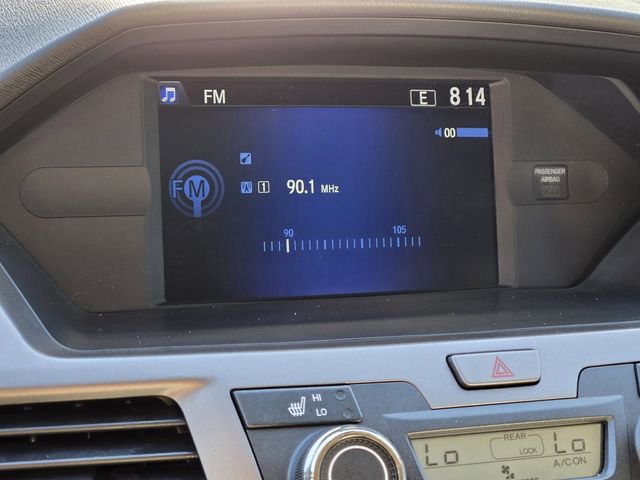 FM
E 814
00
PASSENGER
AIRBAG
OFF
FM
1 90.1 MHz
90 105
HI
LO
REAR
Lo LOCK Lo
A/CON